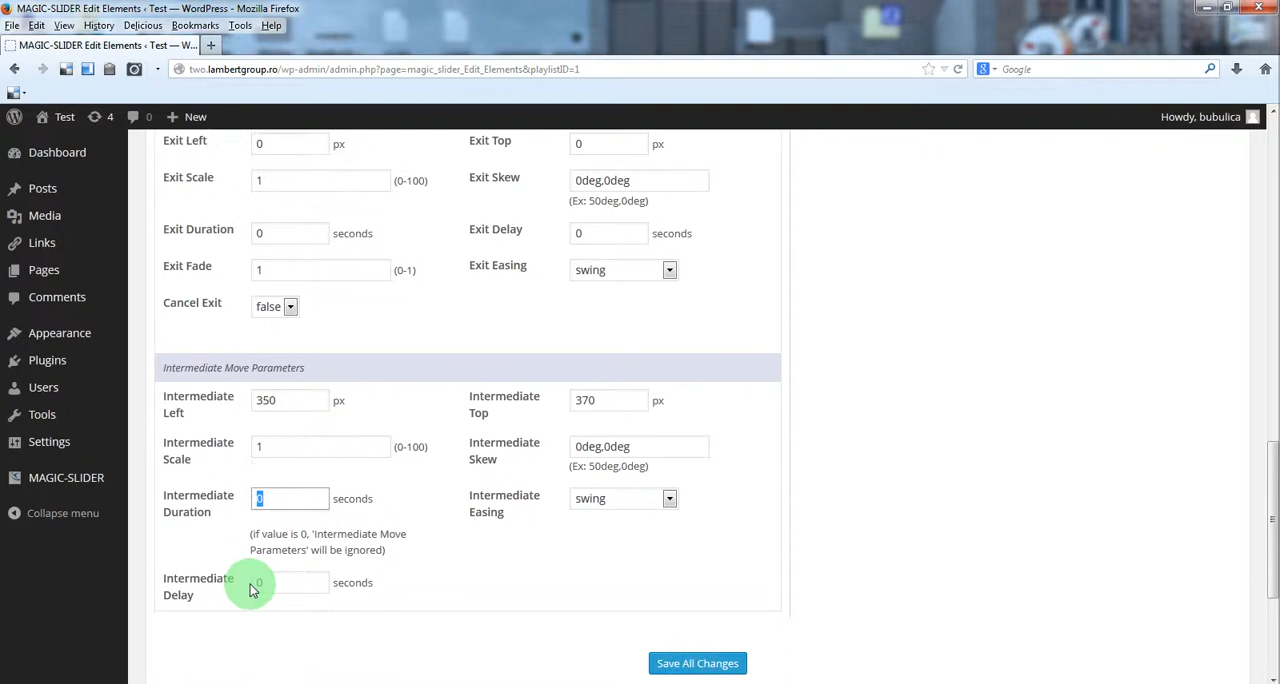 MAGIC-SLIDER Edit Elements ‹ Test — WordPress - Mozilla Firefox
File Edit View History Delicious Bookmarks Tools Help
MAGIC-SLIDER Edit Elements ‹ Test — W...
two.lambertgroup.ro/wp-admin/admin.php?page=magic_slider_Edit_Elements&playlistID=1
Google
Test 4 0 New Howdy, bubulica
Dashboard
Posts
Media
Links
Pages
Comments
Appearance
Plugins
Users
Tools
Settings
MAGIC-SLIDER
Collapse menu
Exit Left 0 px Exit Top 0 px
Exit Scale 1 (0-100) Exit Skew 0deg,0deg
(Ex: 50deg,0deg)
Exit Duration 0 seconds Exit Delay 0 seconds
Exit Fade 1 (0-1) Exit Easing swing
Cancel Exit false
Intermediate Move Parameters
Intermediate Left 350 px Intermediate Top 370 px
Intermediate Scale 1 (0-100) Intermediate Skew 0deg,0deg
(Ex: 50deg,0deg)
Intermediate Duration 0 seconds Intermediate Easing swing
(if value is 0, 'Intermediate Move
Parameters' will be ignored)
Intermediate Delay 0 seconds
Save All Changes